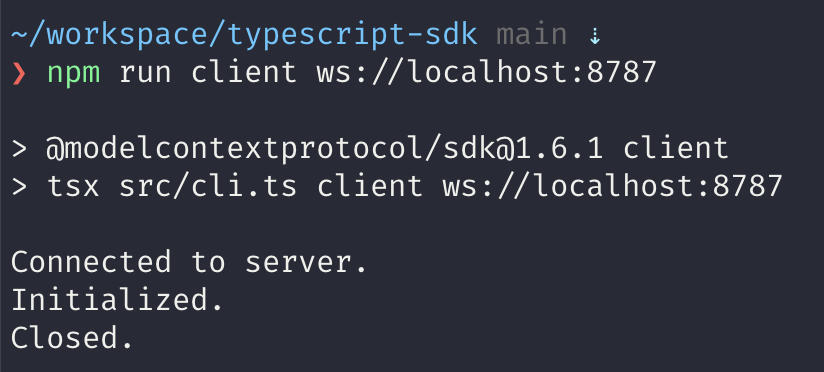 ~/workspace/typescript-sdk main ⇣
❯ npm run client ws://localhost:8787
> @modelcontextprotocol/sdk@1.6.1 client
> tsx src/cli.ts client ws://localhost:8787
Connected to server.
Initialized.
Closed.